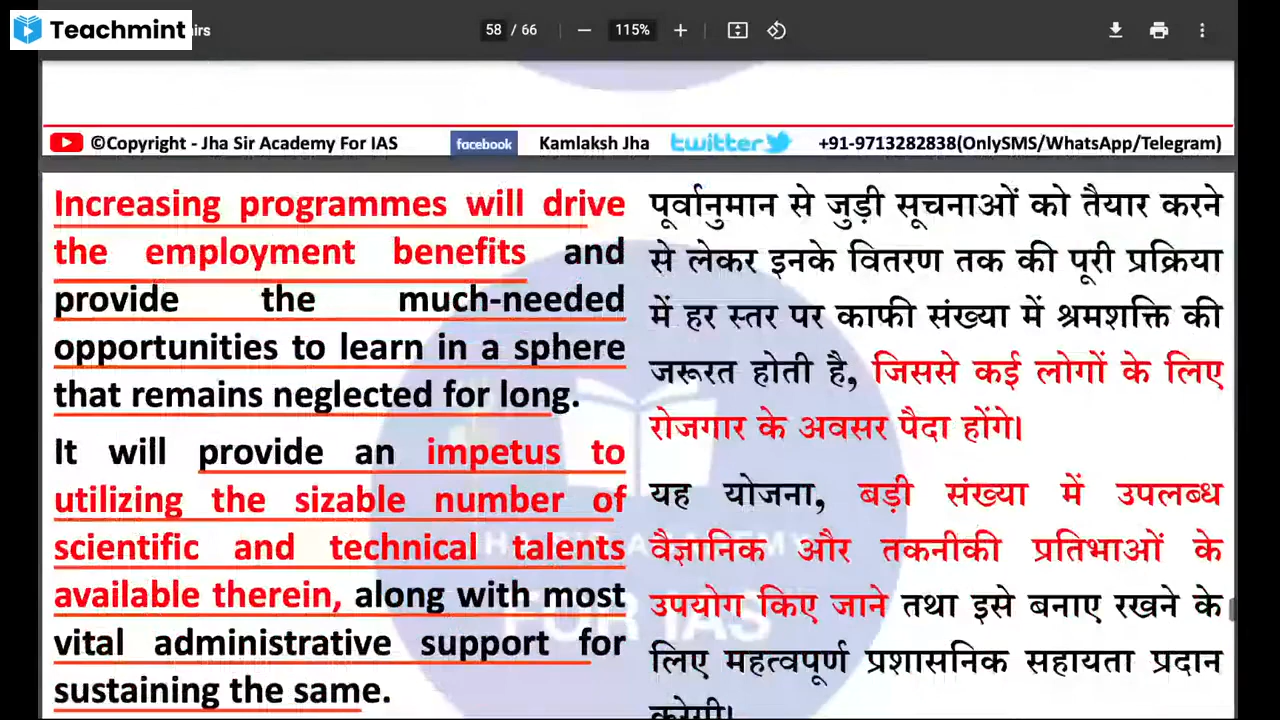 Teachmint
irs
58 / 66
115%
©Copyright - Jha Sir Academy For IAS
facebook
Kamlaksh Jha
twitter
+91-9713282838(OnlySMS/WhatsApp/Telegram)
Increasing programmes will drive
the employment benefits and
provide the much-needed
opportunities to learn in a sphere
that remains neglected for long.
It will provide an impetus to
utilizing the sizable number of
scientific and technical talents
available therein, along with most
vital administrative support for
sustaining the same.
पूर्वानुमान से जुड़ी सूचनाओं को तैयार करने
से लेकर इनके वितरण तक की पूरी प्रक्रिया
में हर स्तर पर काफी संख्या में श्रमशक्ति की
जरूरत होती है, जिससे कई लोगों के लिए
रोजगार के अवसर पैदा होंगे।
यह योजना, बड़ी संख्या में उपलब्ध
वैज्ञानिक और तकनीकी प्रतिभाओं के
उपयोग किए जाने तथा इसे बनाए रखने के
लिए महत्वपूर्ण प्रशासनिक सहायता प्रदान
करेगी।
FOR IAS